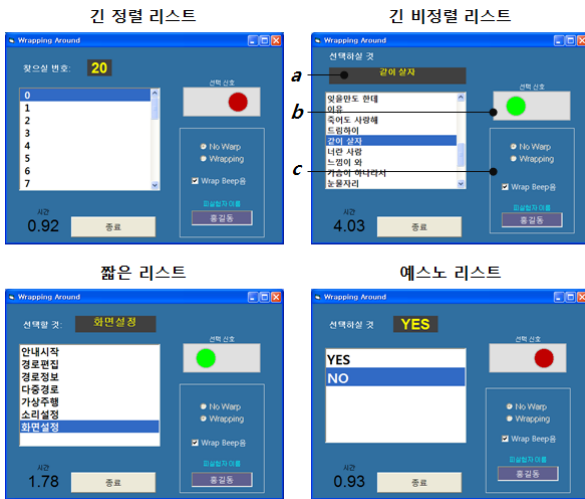 긴 정렬 리스트
Wrapping Around
찾으실 번호: 20
0
1
2
3
4
5
6
7
선택 신호
No Warp
Wrapping
Wrap Beep음
피실험자 이름
홍길동
시간
0.92
종료
긴 비정렬 리스트
Wrapping Around
선택하실 것
a
같이 살자
잊을만도 한데
이유
죽어도 사랑해
드림하이
같이 살자
너란 사람
느낌이 와
가슴이 하나라서
눈물자리
선택 신호
b
c
No Warp
Wrapping
Wrap Beep음
피실험자 이름
홍길동
시간
4.03
종료
짧은 리스트
Wrapping Around
선택할 것: 화면설정
안내시작
경로편집
경로정보
다중경로
가상주행
소리설정
화면설정
선택 신호
No Warp
Wrapping
Wrap Beep음
피실험자 이름
홍길동
시간
1.78
종료
예스노 리스트
Wrapping Around
선택하실 것 YES
YES
NO
선택 신호
No Warp
Wrapping
Wrap Beep음
피실험자 이름
홍길동
시간
0.93
종료